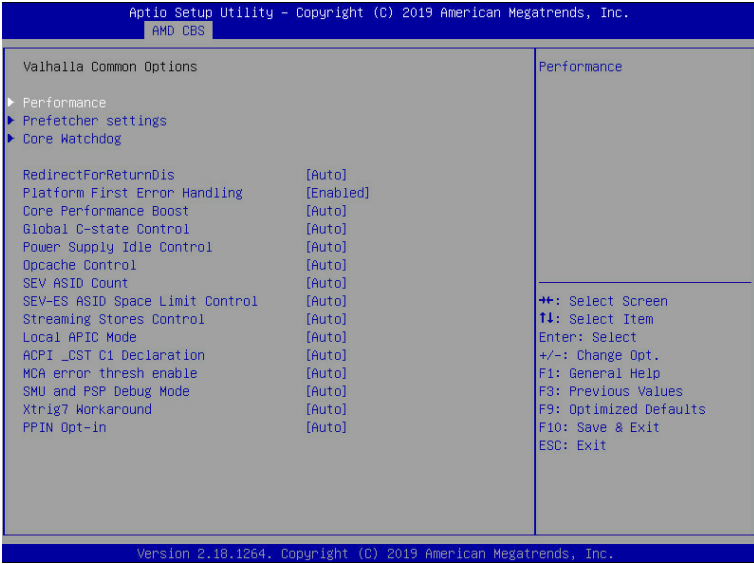 Aptio Setup Utility – Copyright (C) 2019 American Megatrends, Inc.
AMD CBS
Valhalla Common Options
Performance
Prefetcher settings
Core Watchdog
RedirectForReturnDis [Auto]
Platform First Error Handling [Enabled]
Core Performance Boost [Auto]
Global C-state Control [Auto]
Power Supply Idle Control [Auto]
Opcache Control [Auto]
SEV ASID Count [Auto]
SEV-ES ASID Space Limit Control [Auto]
Streaming Stores Control [Auto]
Local APIC Mode [Auto]
ACPI _CST C1 Declaration [Auto]
MCA error thresh enable [Auto]
SMU and PSP Debug Mode [Auto]
Xtrig7 Workaround [Auto]
PPIN Opt-in [Auto]
Performance
→←: Select Screen
↑↓: Select Item
Enter: Select
+/-: Change Opt.
F1: General Help
F3: Previous Values
F9: Optimized Defaults
F10: Save & Exit
ESC: Exit
Version 2.18.1264. Copyright (C) 2019 American Megatrends, Inc.